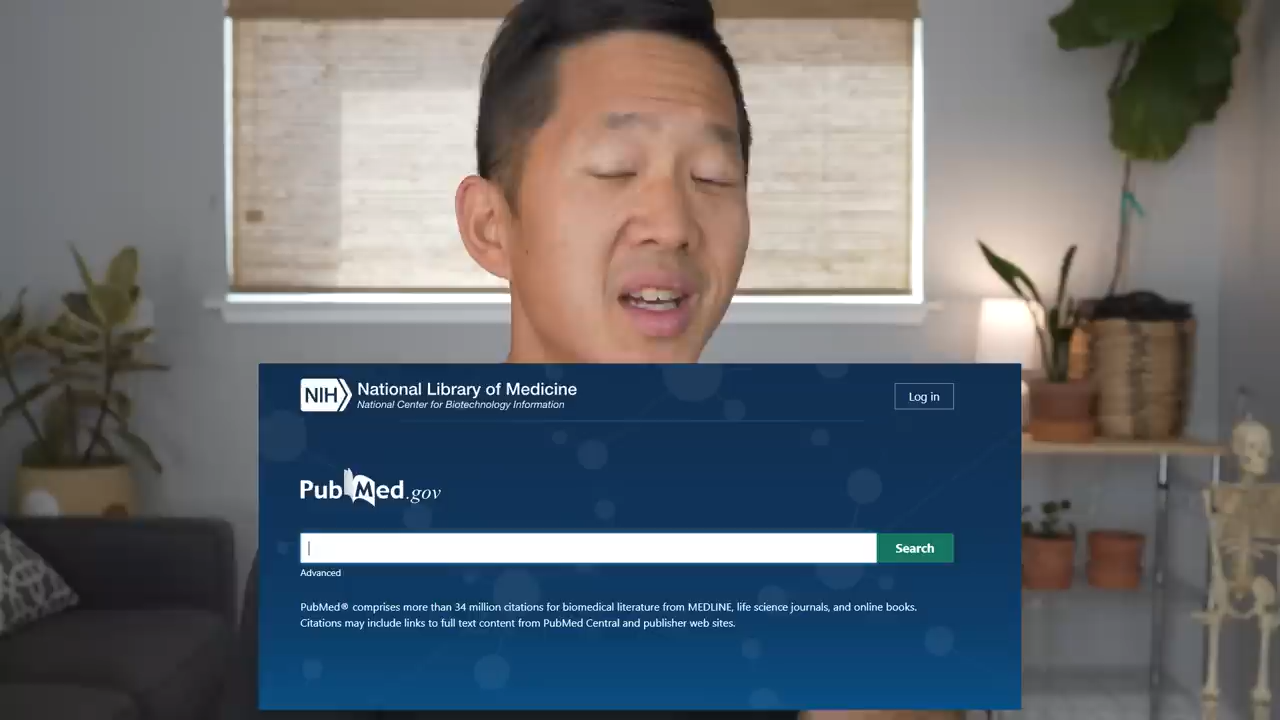 NIH National Library of Medicine
National Center for Biotechnology Information
Log in
PubMed.gov
Search
Advanced
PubMed® comprises more than 34 million citations for biomedical literature from MEDLINE, life science journals, and online books.
Citations may include links to full text content from PubMed Central and publisher web sites.